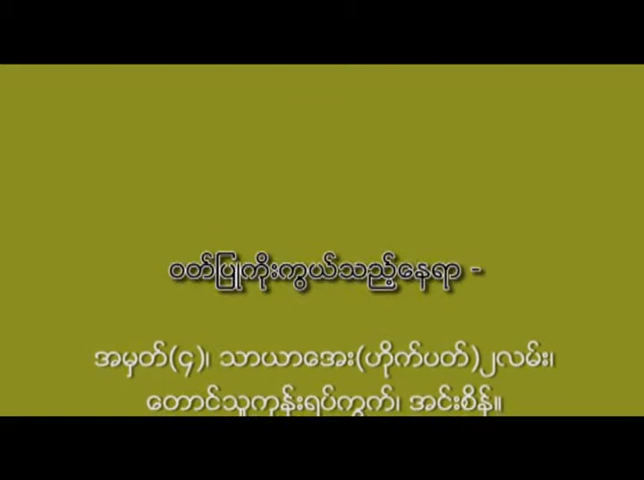 ဝတ်ပြုကိုးကွယ်သည့်နေရာ -
အမှတ်(၄)၊ သာယာအေး(ဟိုက်ပတ်)၂လမ်း၊
တောင်သူကုန်းရပ်ကွက်၊ အင်းစိန်။